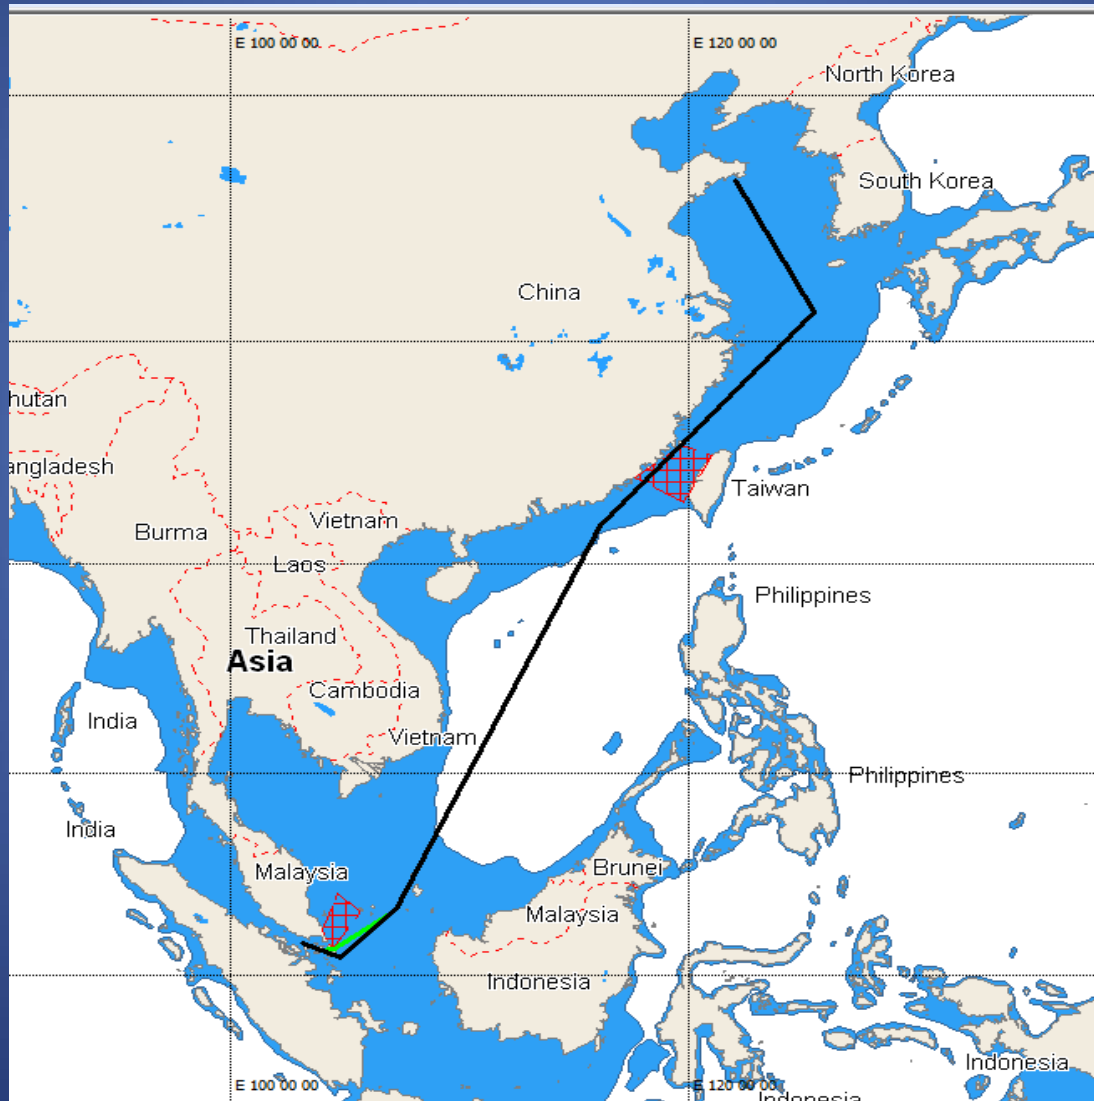 E 100 00 00
E 120 00 00
North Korea
South Korea
China
hutan
angladesh
Taiwan
Burma
Vietnam
Laos
Philippines
Thailand
Asia
Cambodia
India
Vietnam
Philippines
India
Malaysia
Brunei
Malaysia
Indonesia
Indonesia
E 100 00 00
E 120 00 00
Indonesia